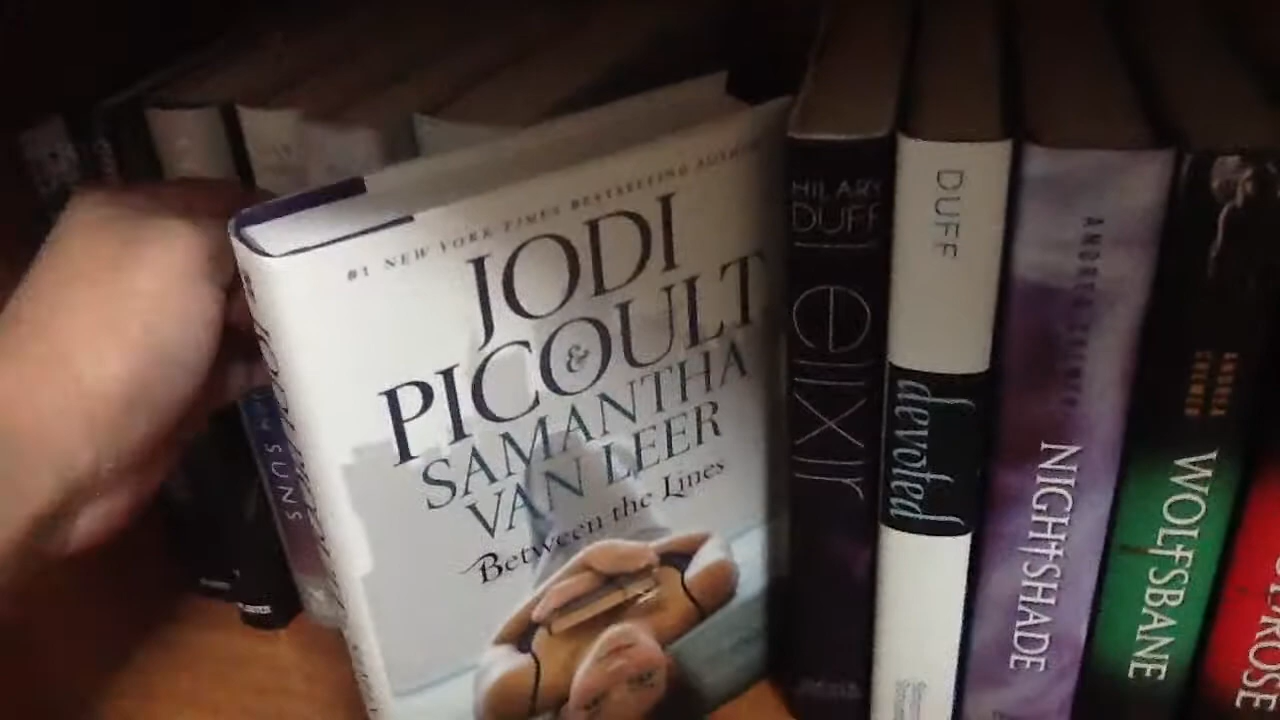 #1 NEW YORK TIMES BESTSELLING AUTHOR
JODI
PICOULT
&
SAMANTHA
VAN LEER
Between the Lines
HILARY
DUFF
elixir
DUFF
devoted
NIGHTSHADE
WOLFSBANE
SUNS